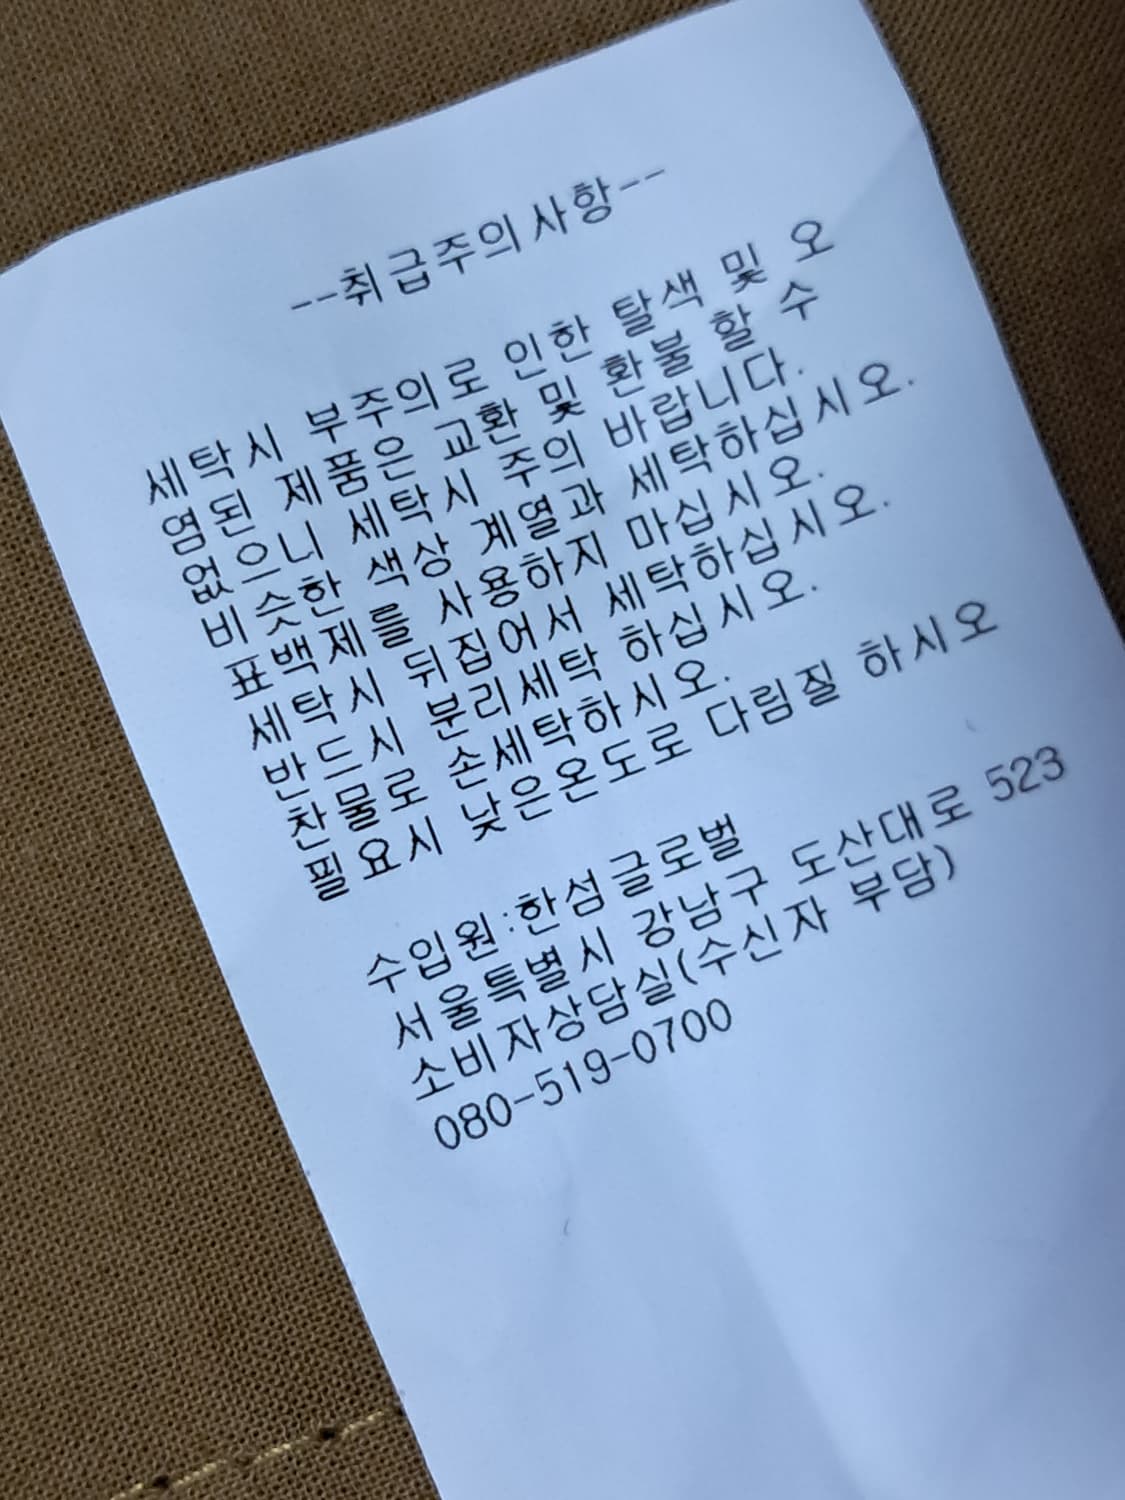 --취급주의사항--
세탁시 부주의로 인한 탈색 및 오
염된 제품은 교환 및 환불 할 수
없으니 세탁시 주의 바랍니다.
비슷한 색상 계열과 세탁하십시오.
표백제를 사용하지 마십시오.
세탁시 뒤집어서 세탁하십시오.
반드시 분리세탁 하십시오.
찬물로 손세탁하시오.
필요시 낮은온도로 다림질 하시오
수입원:한섬글로벌
서울특별시 강남구 도산대로 523
소비자상담실(수신자 부담)
080-519-0700